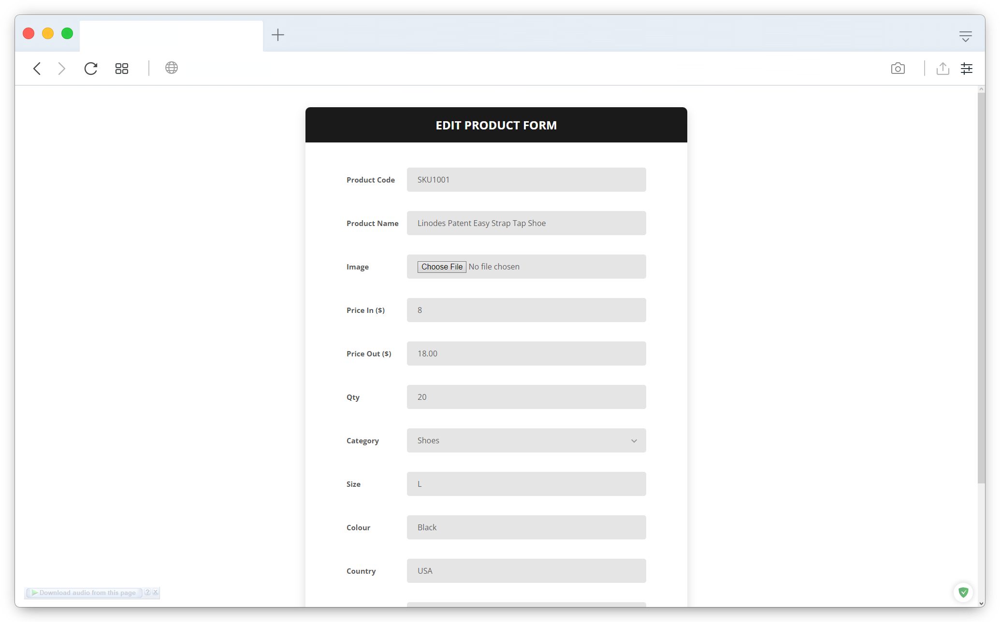 EDIT PRODUCT FORM
Product Code SKU1001
Product Name Linodes Patent Easy Strap Tap Shoe
Image Choose File No file chosen
Price In ($) 8
Price Out ($) 18.00
Qty 20
Category Shoes
Size L
Colour Black
Country USA
Download audio from this page ? X